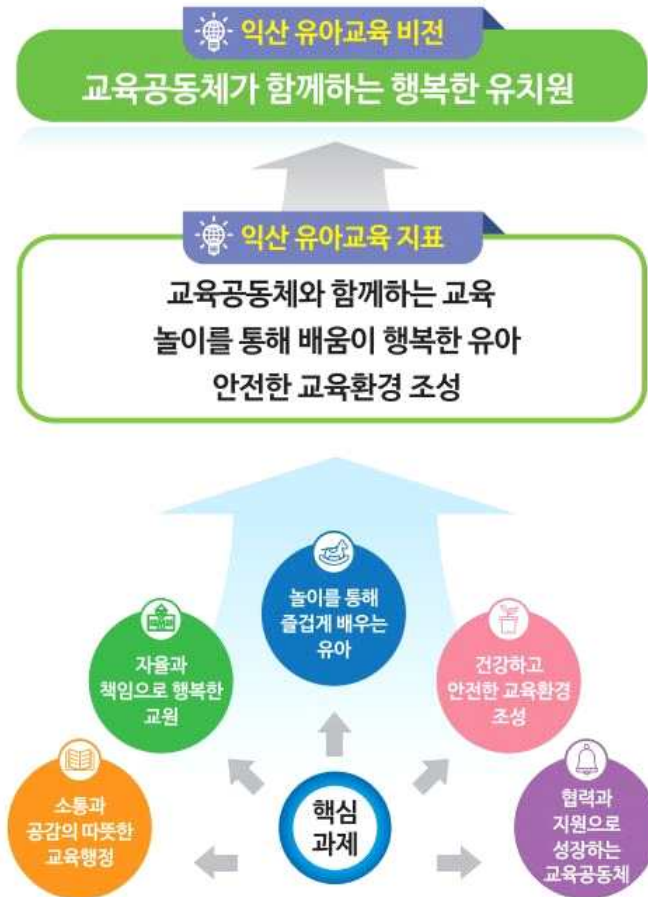 익산 유아교육 비전
교육공동체가 함께하는 행복한 유치원
익산 유아교육 지표
교육공동체와 함께하는 교육
놀이를 통해 배움이 행복한 유아
안전한 교육환경 조성
놀이를 통해
즐겁게 배우는
유아
자율과
책임으로 행복한
교원
건강하고
안전한 교육환경
조성
소통과
공감의 따뜻한
교육행정
핵심
과제
협력과
지원으로
성장하는
교육공동체